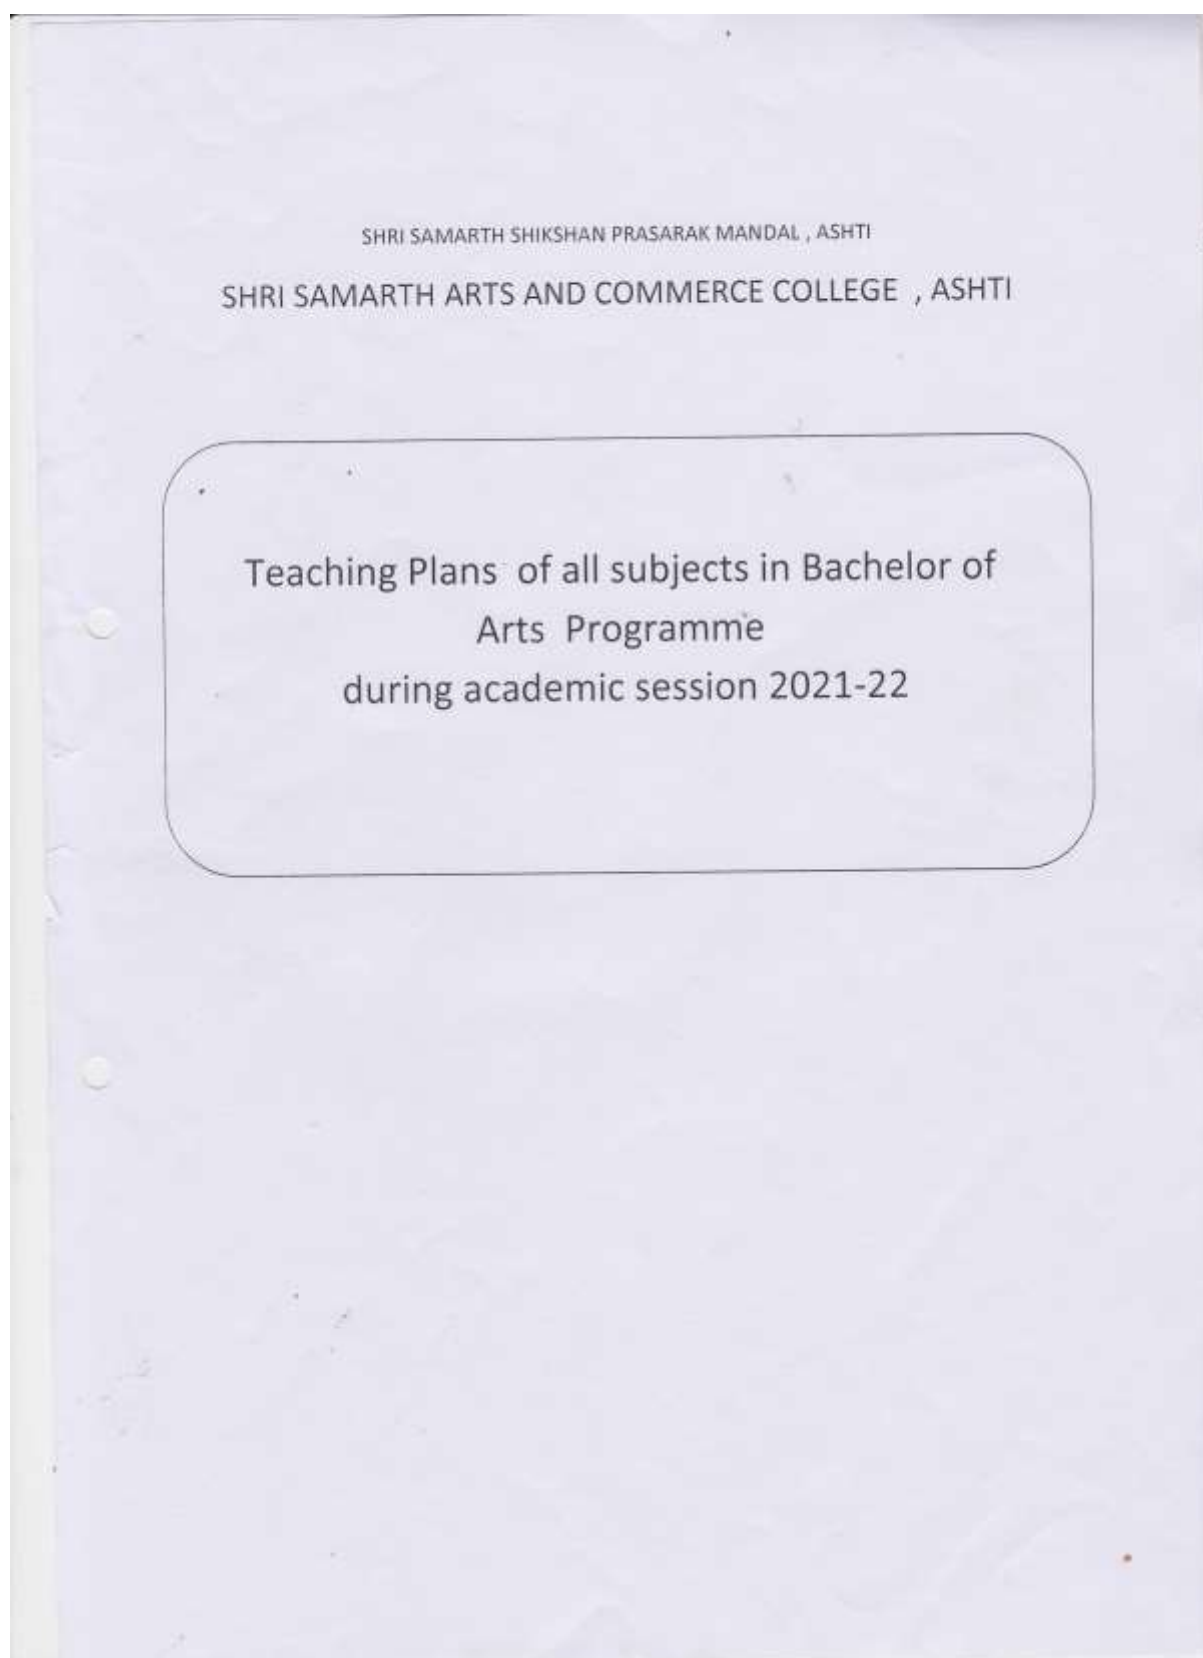 SHRI SAMARTH SHIKSHAN PRASARAK MANDAL , ASHTI
SHRI SAMARTH ARTS AND COMMERCE COLLEGE , ASHTI
Teaching Plans of all subjects in Bachelor of
Arts Programme
during academic session 2021-22